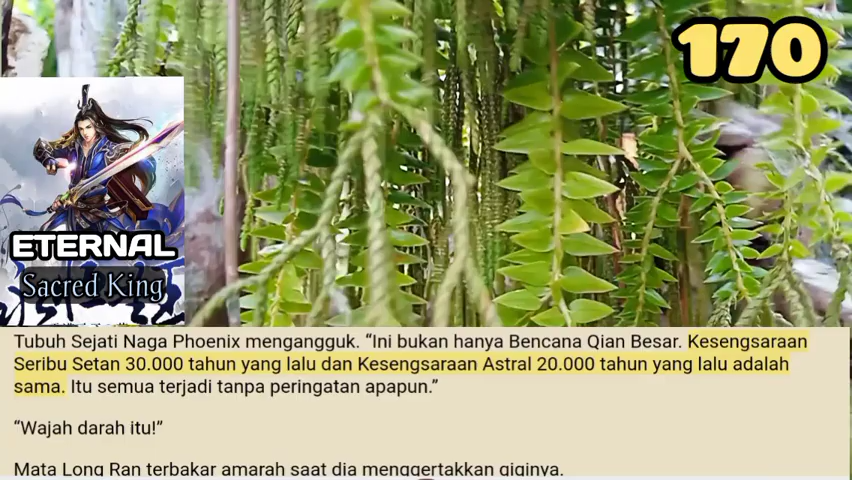 170
ETERNAL
Sacred King
Tubuh Sejati Naga Phoenix mengangguk. “Ini bukan hanya Bencana Qian Besar. Kesengsaraan
Seribu Setan 30.000 tahun yang lalu dan Kesengsaraan Astral 20.000 tahun yang lalu adalah
sama. Itu semua terjadi tanpa peringatan apapun.”
“Wajah darah itu!”
Mata Long Ran terbakar amarah saat dia menggertakkan giginya.